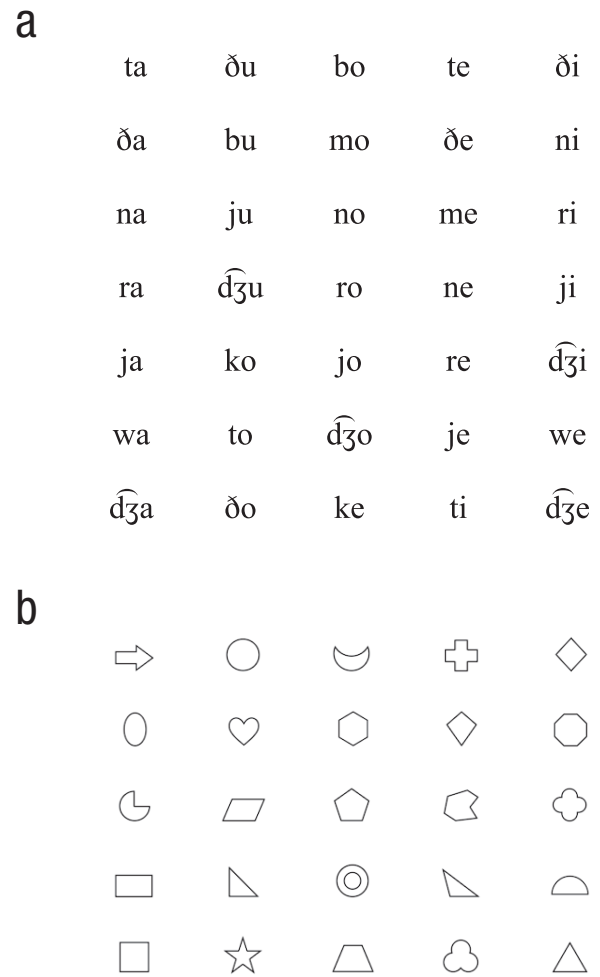 a
ta ðu bo te ði
ða bu mo ðe ni
na ju no me ri
ra d͡ʒu ro ne ji
ja ko jo re d͡ʒi
wa to d͡ʒo je we
d͡ʒa ðo ke ti d͡ʒe
b